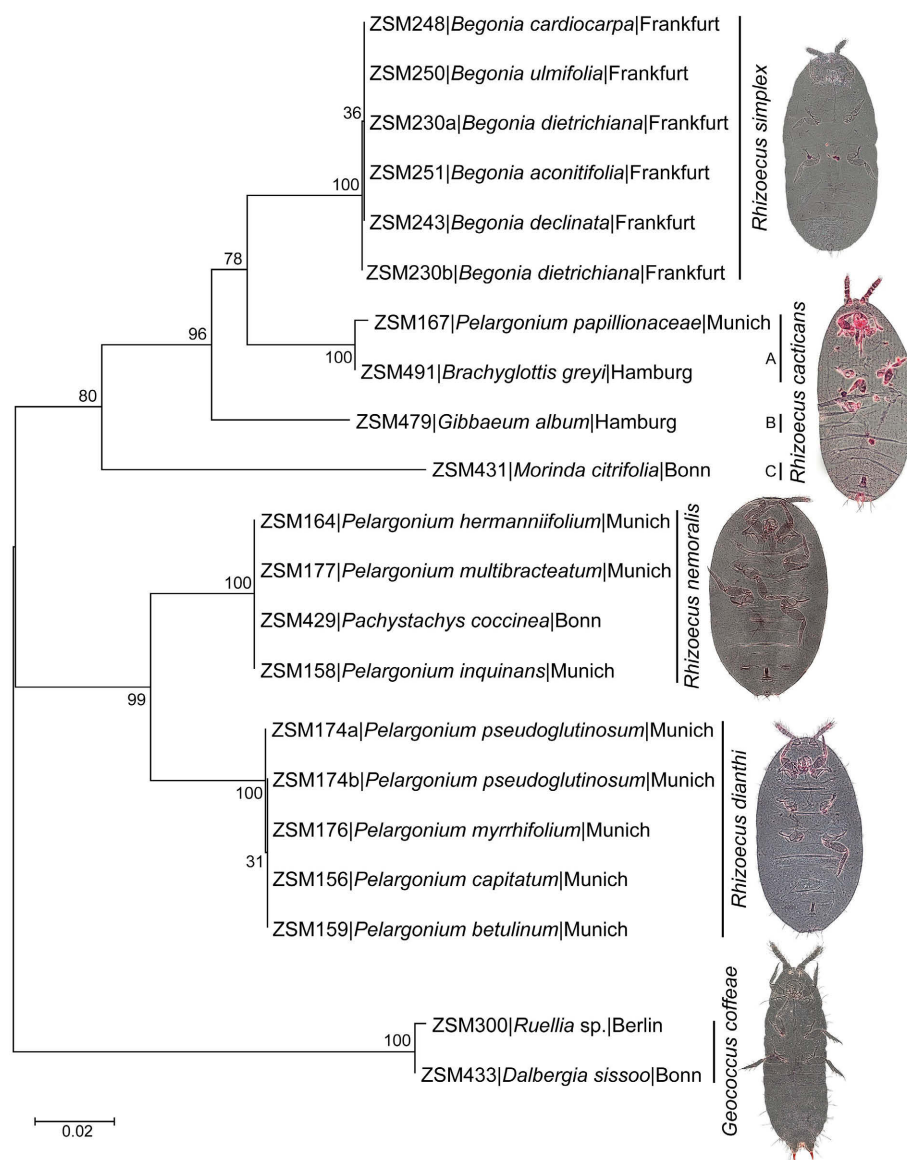 ZSM248|Begonia cardiocarpa|Frankfurt
ZSM250|Begonia ulmifolia|Frankfurt
36
ZSM230a|Begonia dietrichiana|Frankfurt
ZSM251|Begonia aconitifolia|Frankfurt
100
ZSM243|Begonia declinata|Frankfurt
ZSM230b|Begonia dietrichiana|Frankfurt
Rhizoecus simplex
78
ZSM167|Pelargonium papillionaceae|Munich
96
100
ZSM491|Brachyglottis greyi|Hamburg
A
80
ZSM479|Gibbaeum album|Hamburg
B
ZSM431|Morinda citrifolia|Bonn
C
Rhizoecus cacticans
ZSM164|Pelargonium hermanniifolium|Munich
ZSM177|Pelargonium multibracteatum|Munich
100
ZSM429|Pachystachys coccinea|Bonn
ZSM158|Pelargonium inquinans|Munich
Rhizoecus nemoralis
99
ZSM174a|Pelargonium pseudoglutinosum|Munich
ZSM174b|Pelargonium pseudoglutinosum|Munich
100
ZSM176|Pelargonium myrrhifolium|Munich
31
ZSM156|Pelargonium capitatum|Munich
ZSM159|Pelargonium betulinum|Munich
Rhizoecus dianthi
ZSM300|Ruellia sp.|Berlin
100
ZSM433|Dalbergia sissoo|Bonn
Geococcus coffeae
0.02